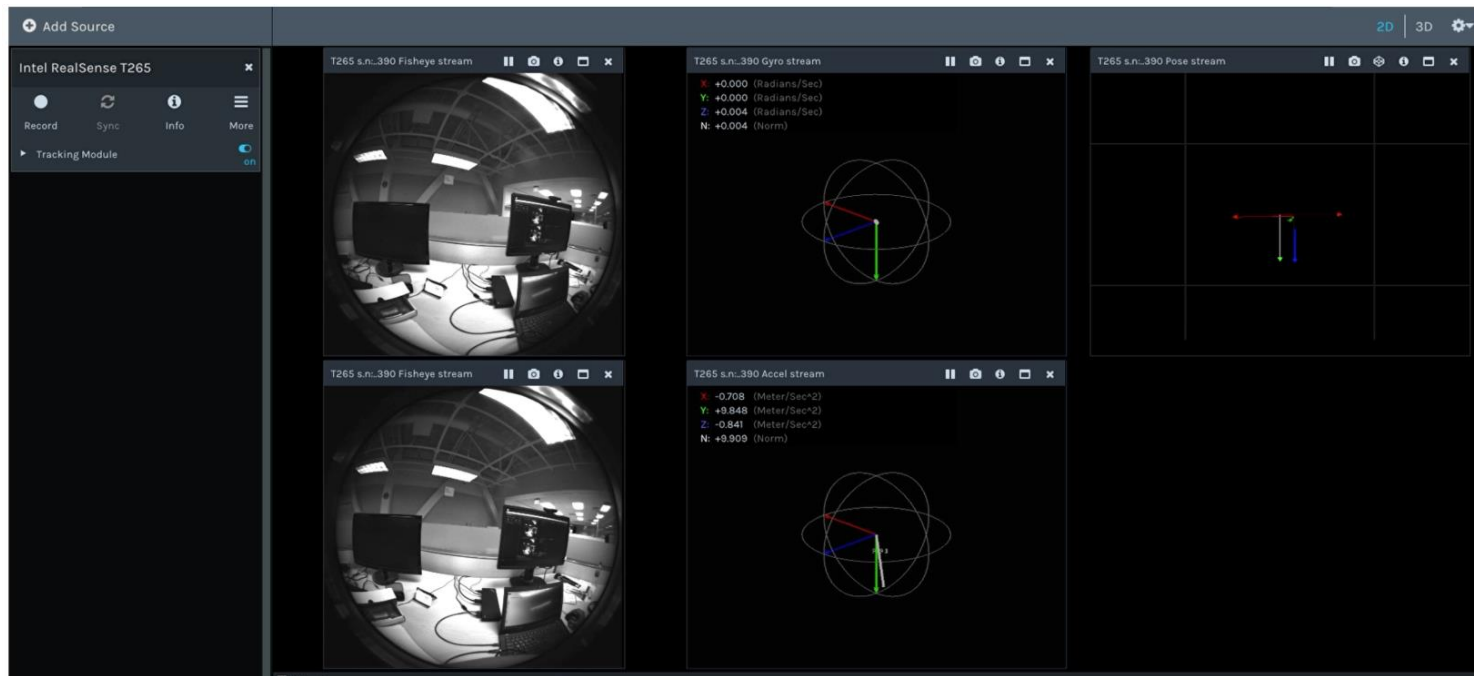 Add Source
2D | 3D
Intel RealSense T265
Record Sync Info More
Tracking Module on
T265 s.n:..390 Fisheye stream
T265 s.n:..390 Gyro stream
X: +0.000 (Radians/Sec)
Y: +0.000 (Radians/Sec)
Z: +0.004 (Radians/Sec)
N: +0.004 (Norm)
T265 s.n:..390 Pose stream
T265 s.n:..390 Fisheye stream
T265 s.n:..390 Accel stream
X: -0.708 (Meter/Sec^2)
Y: +9.848 (Meter/Sec^2)
Z: -0.841 (Meter/Sec^2)
N: +9.909 (Norm)